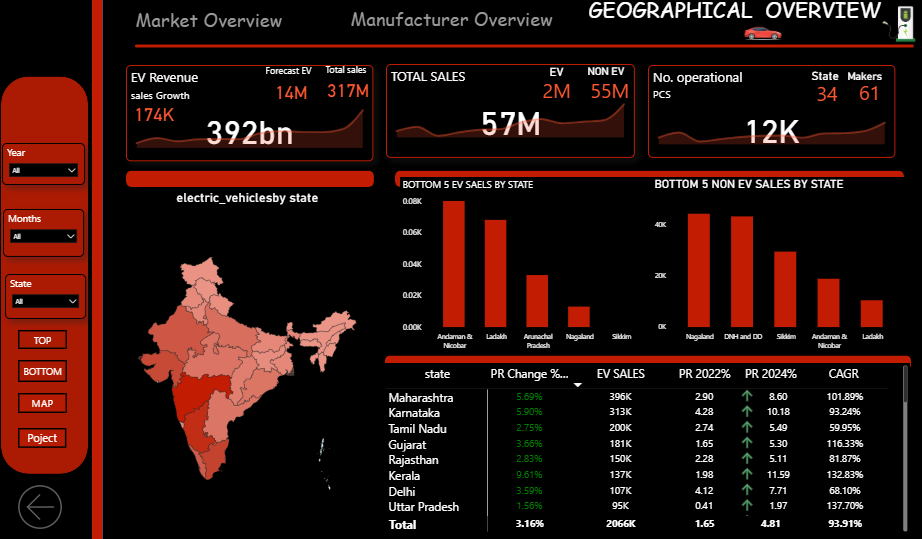 Market Overview
Manufacturer Overview
GEOGRAPHICAL OVERVIEW
EV Revenue
Forecast EV
Total sales
sales Growth
14M
317M
174K
392bn
TOTAL SALES
EV
NON EV
2M
55M
57M
No. operational
State
Makers
PCS
34
61
12K
Year
All
Months
All
State
All
TOP
BOTTOM
MAP
Poject
electric_vehiclesby state
BOTTOM 5 EV SAELS BY STATE
0.08K
0.06K
0.04K
0.02K
0.00K
Andaman & Nicobar
Ladakh
Arunachal Pradesh
Nagaland
Sikkim
BOTTOM 5 NON EV SALES BY STATE
40K
20K
0K
Nagaland
DNH and DD
Sikkim
Andaman & Nicobar
Ladakh
state PR Change %... EV SALES PR 2022% PR 2024% CAGR
Maharashtra 5.69% 396K 2.90 8.60 101.89%
Karnataka 5.90% 313K 4.28 10.18 93.24%
Tamil Nadu 2.75% 200K 2.74 5.49 59.95%
Gujarat 3.66% 181K 1.65 5.30 116.33%
Rajasthan 2.83% 150K 2.28 5.11 81.87%
Kerala 9.61% 137K 1.98 11.59 132.83%
Delhi 3.59% 107K 4.12 7.71 68.10%
Uttar Pradesh 1.56% 95K 0.41 1.97 137.70%
Total 3.16% 2066K 1.65 4.81 93.91%